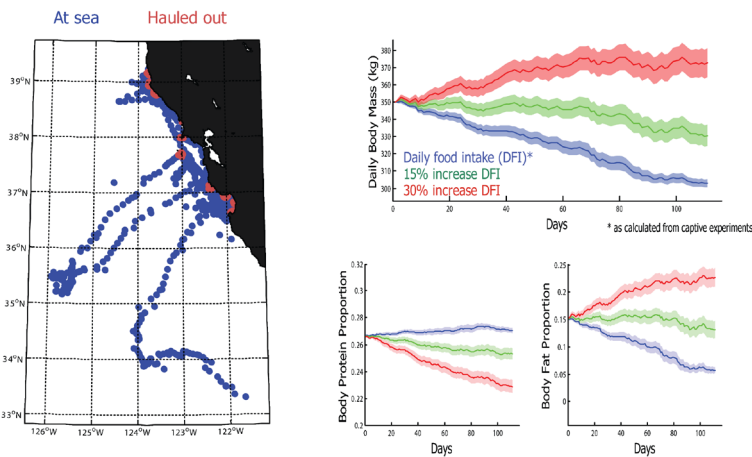 At sea Hauled out
39°N
38°N
37°N
36°N
35°N
34°N
33°N
126°W 125°W 124°W 123°W 122°W
Daily Body Mass (kg)
380
370
360
350
340
330
320
310
300
Daily food intake (DFI)*
15% increase DFI
30% increase DFI
0 20 40 60 80 100
Days
* as calculated from captive experiments
Body Protein Proportion
0.32
0.3
0.28
0.26
0.24
0.22
0.2
0 20 40 60 80 100
Days
Body Fat Proportion
0.25
0.2
0.15
0.1
0.05
0
0 20 40 60 80 100
Days